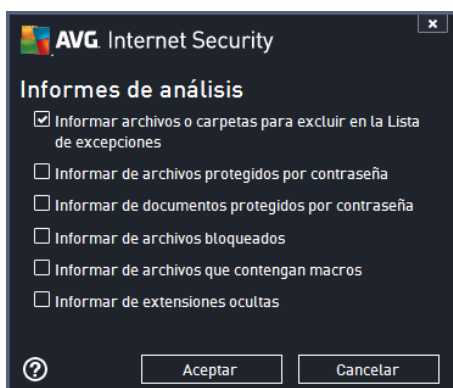 AVG. Internet Security
x
Informes de análisis
Informar archivos o carpetas para excluir en la Lista
de excepciones
Informar de archivos protegidos por contraseña
Informar de documentos protegidos por contraseña
Informar de archivos bloqueados
Informar de archivos que contengan macros
Informar de extensiones ocultas
? Aceptar Cancelar